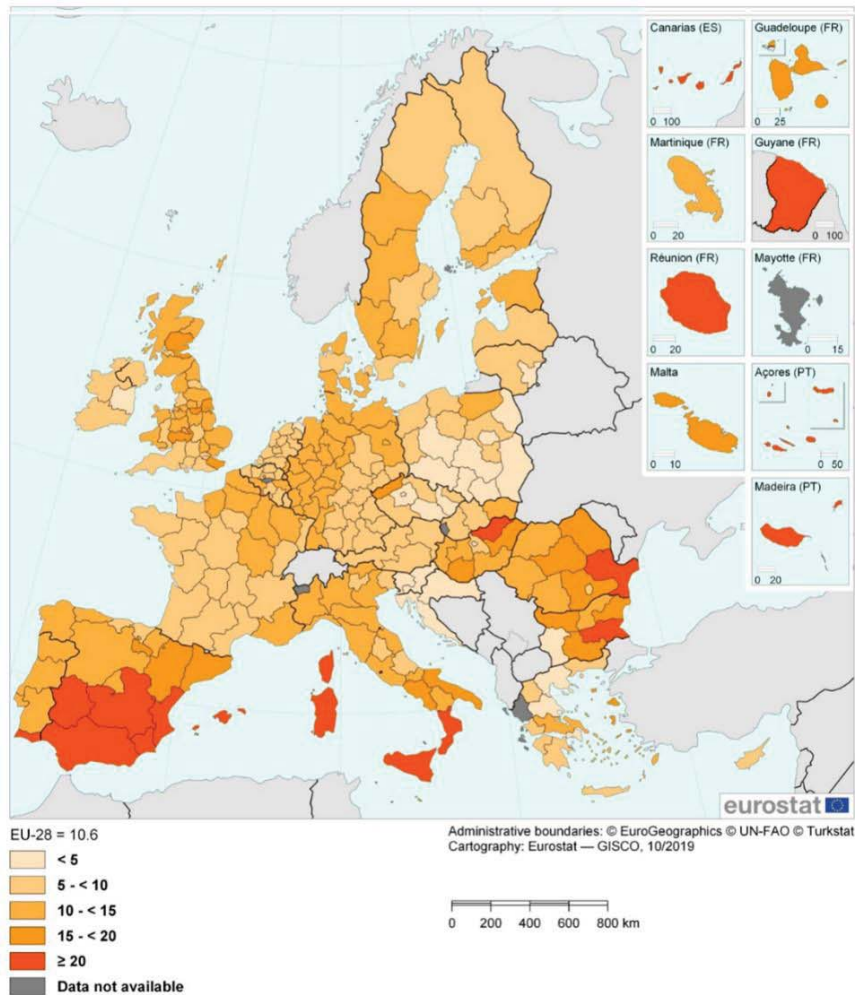 Canarias (ES)
0 100
Guadeloupe (FR)
0 25
Martinique (FR)
0 20
Guyane (FR)
0 100
Réunion (FR)
0 20
Mayotte (FR)
0 15
Malta
0 10
Açores (PT)
0 50
Madeira (PT)
0 20
eurostat
EU-28 = 10.6
< 5
5 - < 10
10 - < 15
15 - < 20
≥ 20
Data not available
Administrative boundaries: © EuroGeographics © UN-FAO © Turkstat
Cartography: Eurostat — GISCO, 10/2019
0 200 400 600 800 km